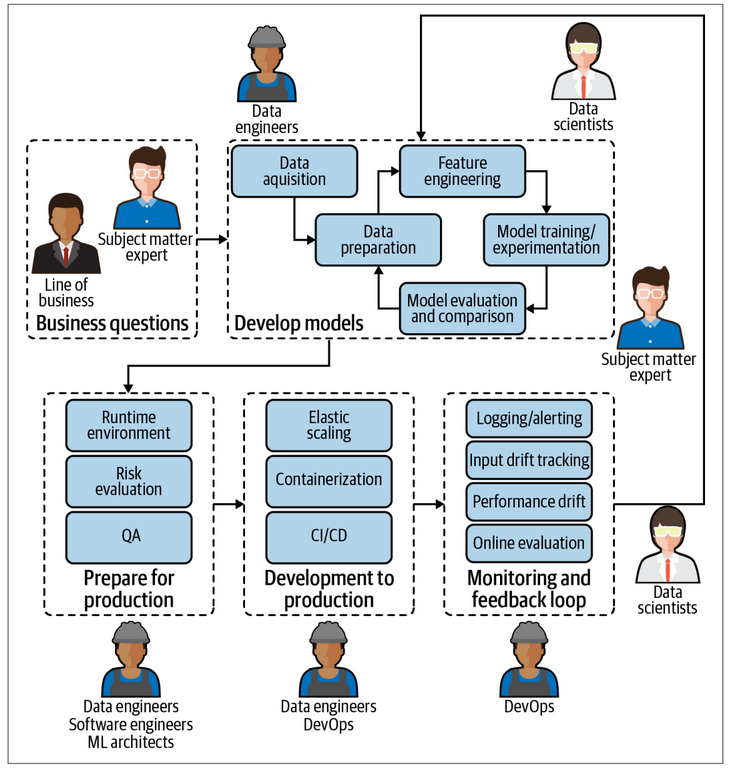 Data
engineers
Data
scientists
Subject matter
expert
Line of
business
Business questions
Data
aquisition
Feature
engineering
Data
preparation
Model training/
experimentation
Model evaluation
and comparison
Develop models
Subject matter
expert
Runtime
environment
Risk
evaluation
QA
Prepare for
production
Elastic
scaling
Containerization
CI/CD
Development to
production
Logging/alerting
Input drift tracking
Performance drift
Online evaluation
Monitoring and
feedback loop
Data
scientists
Data engineers
Software engineers
ML architects
Data engineers
DevOps
DevOps